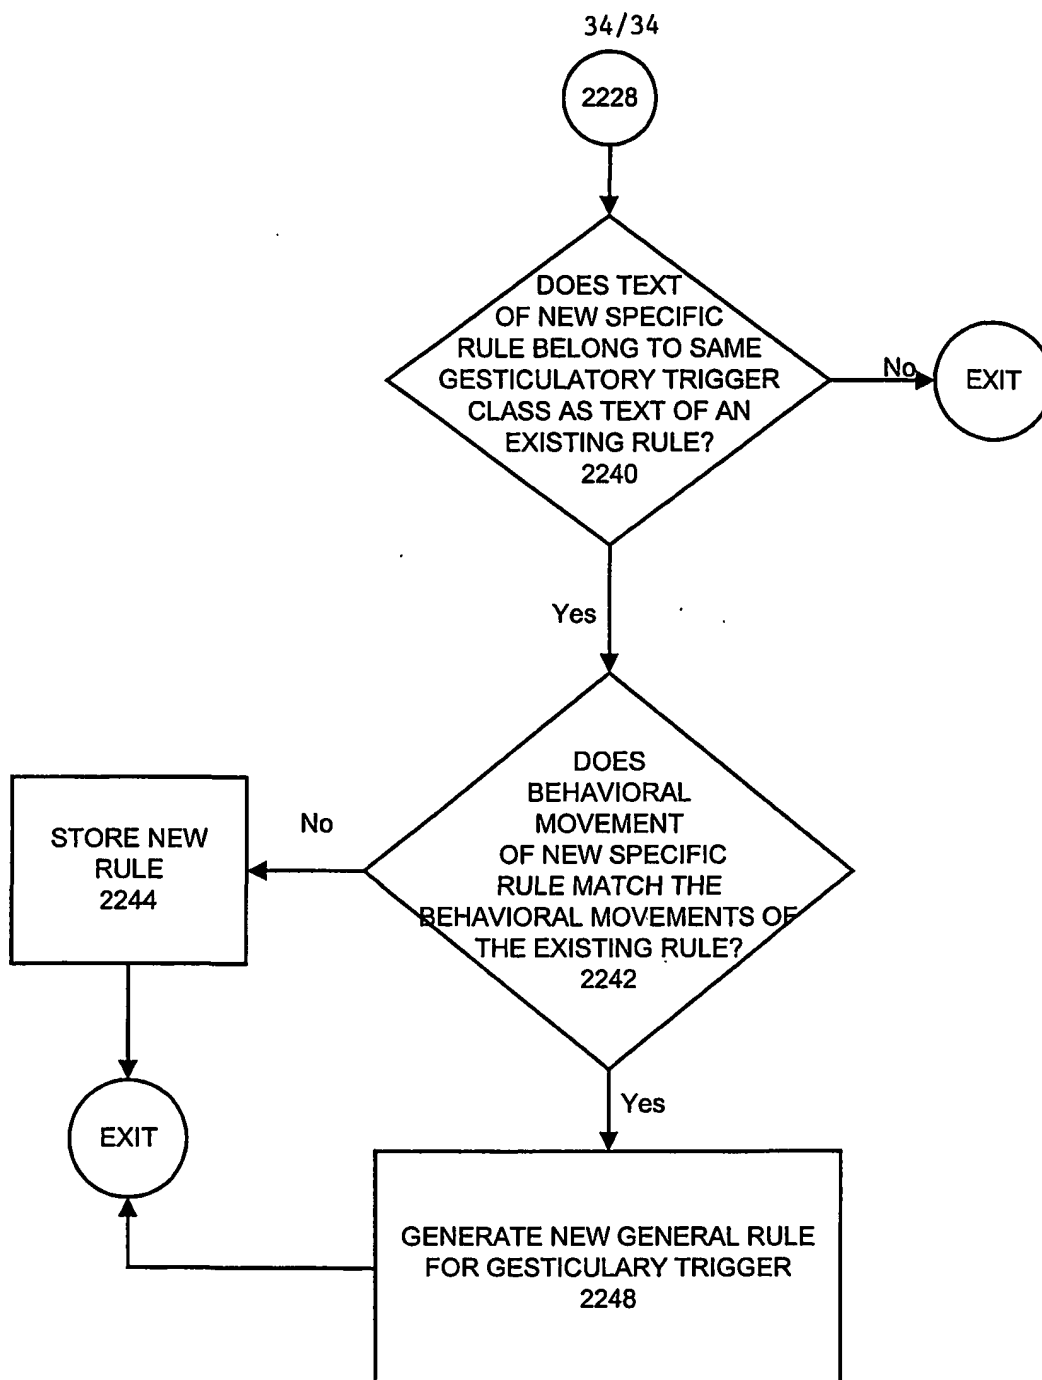 34/34
2228
DOES TEXT
OF NEW SPECIFIC
RULE BELONG TO SAME
GESTICULATORY TRIGGER
CLASS AS TEXT OF AN
EXISTING RULE?
2240
No
EXIT
Yes
DOES
BEHAVIORAL
MOVEMENT
OF NEW SPECIFIC
RULE MATCH THE
BEHAVIORAL MOVEMENTS OF
THE EXISTING RULE?
2242
No
STORE NEW
RULE
2244
EXIT
Yes
GENERATE NEW GENERAL RULE
FOR GESTICULARY TRIGGER
2248